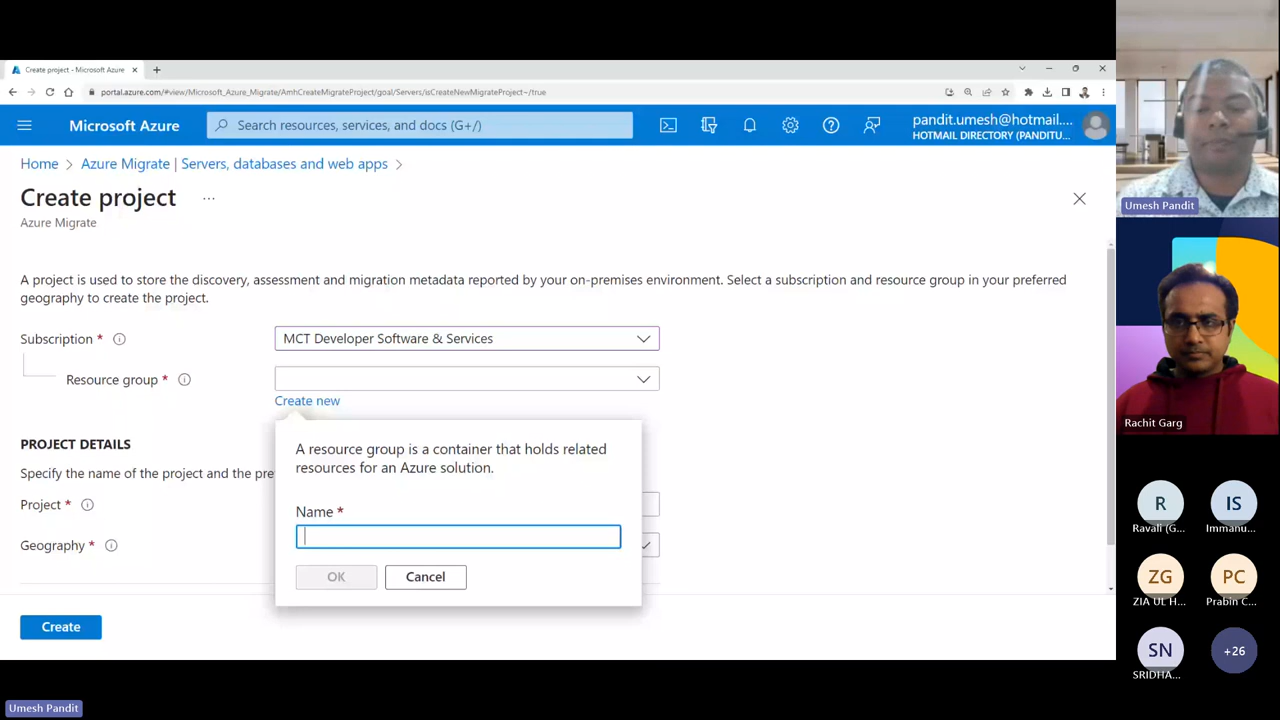 Create project - Microsoft Azure
portal.azure.com/#view/Microsoft_Azure_Migrate/AmhCreateMigrateProject/goal/Servers/isCreateNewMigrateProject~/true
Microsoft Azure
Search resources, services, and docs (G+/)
pandit.umesh@hotmail....
HOTMAIL DIRECTORY (PANDITU...
Home > Azure Migrate | Servers, databases and web apps >
Create project ...
Azure Migrate
A project is used to store the discovery, assessment and migration metadata reported by your on-premises environment. Select a subscription and resource group in your preferred
geography to create the project.
Subscription *
MCT Developer Software & Services
Resource group *
Create new
A resource group is a container that holds related
resources for an Azure solution.
Name *
OK
Cancel
PROJECT DETAILS
Specify the name of the project and the pre
Project *
Geography *
Create
Umesh Pandit
Rachit Garg
R
Ravali (G...
IS
Immanu...
ZG
ZIA UL H...
PC
Prabin C...
SN
SRIDHA...
+26
Umesh Pandit